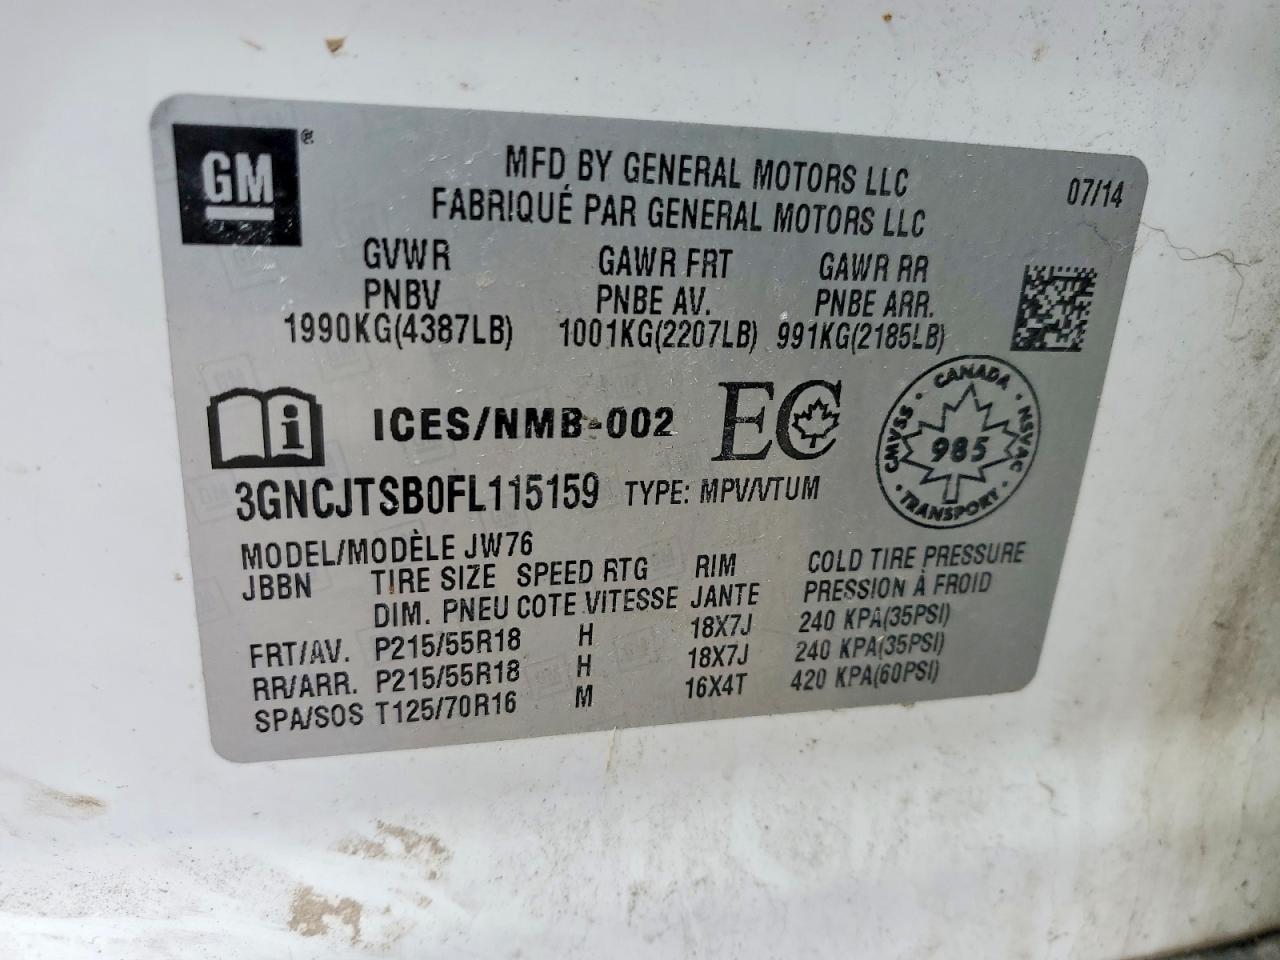 GM ®
MFD BY GENERAL MOTORS LLC
07/14
FABRIQUÉ PAR GENERAL MOTORS LLC
GVWR GAWR FRT GAWR RR
PNBV PNBE AV. PNBE ARR.
1990KG(4387LB) 1001KG(2207LB) 991KG(2185LB)
i ICES/NMB-002 EC
CANADA
CMVSS 985 NSVAC
TRANSPORT
3GNCJTSB0FL115159 TYPE: MPV/VTUM
MODEL/MODÈLE JW76
JBBN TIRE SIZE SPEED RTG RIM COLD TIRE PRESSURE
DIM. PNEU COTE VITESSE JANTE PRESSION À FROID
FRT/AV. P215/55R18 H 18X7J 240 KPA(35PSI)
RR/ARR. P215/55R18 H 18X7J 240 KPA(35PSI)
SPA/SOS T125/70R16 M 16X4T 420 KPA(60PSI)